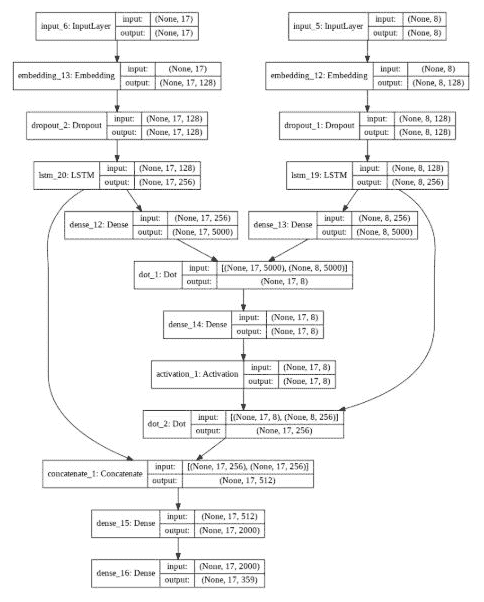 input_6: InputLayer input: (None, 17)
output: (None, 17)
input_5: InputLayer input: (None, 8)
output: (None, 8)
embedding_13: Embedding input: (None, 17)
output: (None, 17, 128)
embedding_12: Embedding input: (None, 8)
output: (None, 8, 128)
dropout_2: Dropout input: (None, 17, 128)
output: (None, 17, 128)
dropout_1: Dropout input: (None, 8, 128)
output: (None, 8, 128)
lstm_20: LSTM input: (None, 17, 128)
output: (None, 17, 256)
lstm_19: LSTM input: (None, 8, 128)
output: (None, 8, 256)
dense_12: Dense input: (None, 17, 256)
output: (None, 17, 5000)
dense_13: Dense input: (None, 8, 256)
output: (None, 8, 5000)
dot_1: Dot input: [(None, 17, 5000), (None, 8, 5000)]
output: (None, 17, 8)
dense_14: Dense input: (None, 17, 8)
output: (None, 17, 8)
activation_1: Activation input: (None, 17, 8)
output: (None, 17, 8)
dot_2: Dot input: [(None, 17, 8), (None, 8, 256)]
output: (None, 17, 256)
concatenate_1: Concatenate input: [(None, 17, 256), (None, 17, 256)]
output: (None, 17, 512)
dense_15: Dense input: (None, 17, 512)
output: (None, 17, 2000)
dense_16: Dense input: (None, 17, 2000)
output: (None, 17, 359)